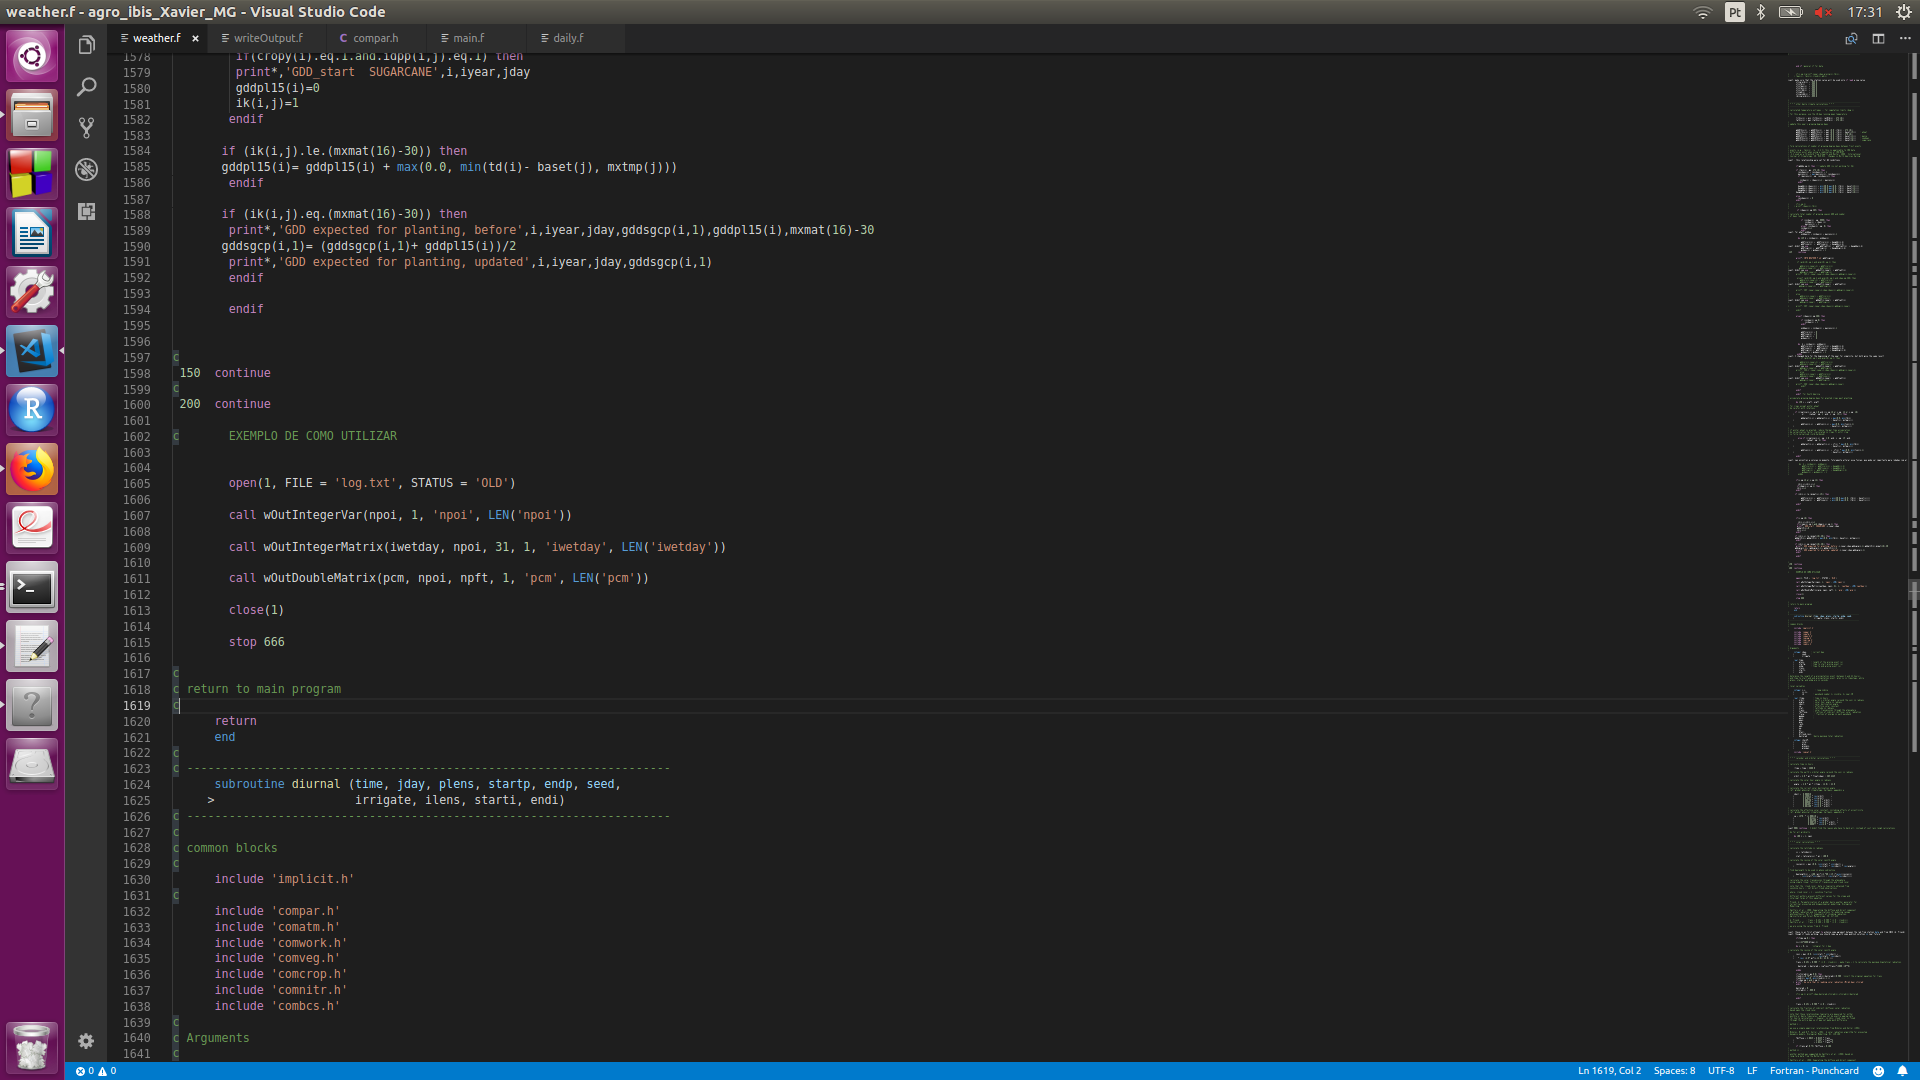 weather.f - agro_ibis_Xavier_MG - Visual Studio Code
Pt
17:31
weather.f
writeOutput.f
C compar.h
main.f
daily.f
1578 if(cropy(i).eq.1.and.idpp(i,j).eq.1) then
1579 print*,'GDD_start  SUGARCANE',i,iyear,jday
1580 gddpl15(i)=0
1581 ik(i,j)=1
1582 endif
1583
1584 if (ik(i,j).le.(mxmat(16)-30)) then
1585 gddpl15(i)= gddpl15(i) + max(0.0, min(td(i)- baset(j), mxtmp(j)))
1586 endif
1587
1588 if (ik(i,j).eq.(mxmat(16)-30)) then
1589 print*,'GDD expected for planting, before',i,iyear,jday,gddsgcp(i,1),gddpl15(i),mxmat(16)-30
1590 gddsgcp(i,1)= (gddsgcp(i,1)+ gddpl15(i))/2
1591 print*,'GDD expected for planting, updated',i,iyear,jday,gddsgcp(i,1)
1592 endif
1593
1594 endif
1595
1596
1597 c
1598 150  continue
1599 c
1600 200  continue
1601
1602 c EXEMPLO DE COMO UTILIZAR
1603
1604
1605 open(1, FILE = 'log.txt', STATUS = 'OLD')
1606
1607 call wOutIntegerVar(npoi, 1, 'npoi', LEN('npoi'))
1608
1609 call wOutIntegerMatrix(iwetday, npoi, 31, 1, 'iwetday', LEN('iwetday'))
1610
1611 call wOutDoubleMatrix(pcm, npoi, npft, 1, 'pcm', LEN('pcm'))
1612
1613 close(1)
1614
1615 stop 666
1616
1617 c
1618 c return to main program
1619 c
1620 return
1621 end
1622 c
1623 c ---------------------------------------------------------------------
1624 subroutine diurnal (time, jday, plens, startp, endp, seed,
1625 > irrigate, ilens, starti, endi)
1626 c ---------------------------------------------------------------------
1627 c
1628 c common blocks
1629 c
1630 include 'implicit.h'
1631 c
1632 include 'compar.h'
1633 include 'comatm.h'
1634 include 'comwork.h'
1635 include 'comveg.h'
1636 include 'comcrop.h'
1637 include 'comnitr.h'
1638 include 'combcs.h'
1639 c
1640 c Arguments
1641 c
0 0
Ln 1619, Col 2
Spaces: 8
UTF-8
LF
Fortran - Punchcard